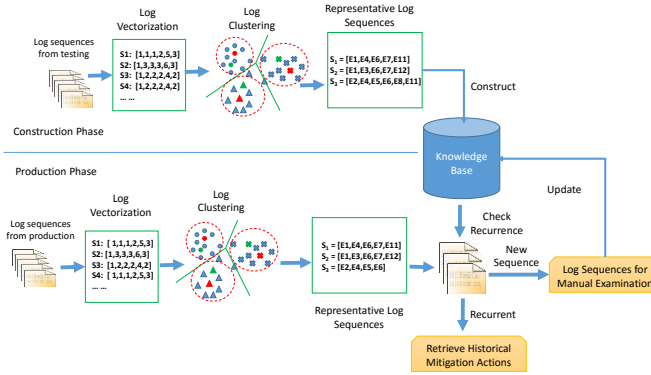 Log
Vectorization
Log
Clustering
Representative Log
Sequences
Log sequences
from testing
S1: [1,1,1,2,5,3]
S2: [1,3,3,3,6,3]
S3: [1,2,2,2,4,2]
S4: [1,2,2,2,4,2]
... ...
S₁ = [E1,E4,E6,E7,E11]
S₂ = [E1,E3,E6,E7,E12]
S₃ = [E2,E4,E5,E6,E8,E11]
Construct
Construction Phase
Knowledge
Base
Production Phase
Update
Log
Vectorization
Log
Clustering
Check
Recurrence
Log sequences
from production
S1: [ 1,1,1,2,5,3]
S2: [1,3,3,3,6,3]
S3: [1,2,2,2,4,2]
S4: [ 1,1,1,2,5,3]
... ...
S₁ = [E1,E4,E6,E7,E11]
S₂ = [E1,E3,E6,E7,E12]
S₃ = [E2,E4,E5,E6]
New
Sequence
Log Sequences for
Manual Examination
Representative Log
Sequences
Recurrent
Retrieve Historical
Mitigation Actions